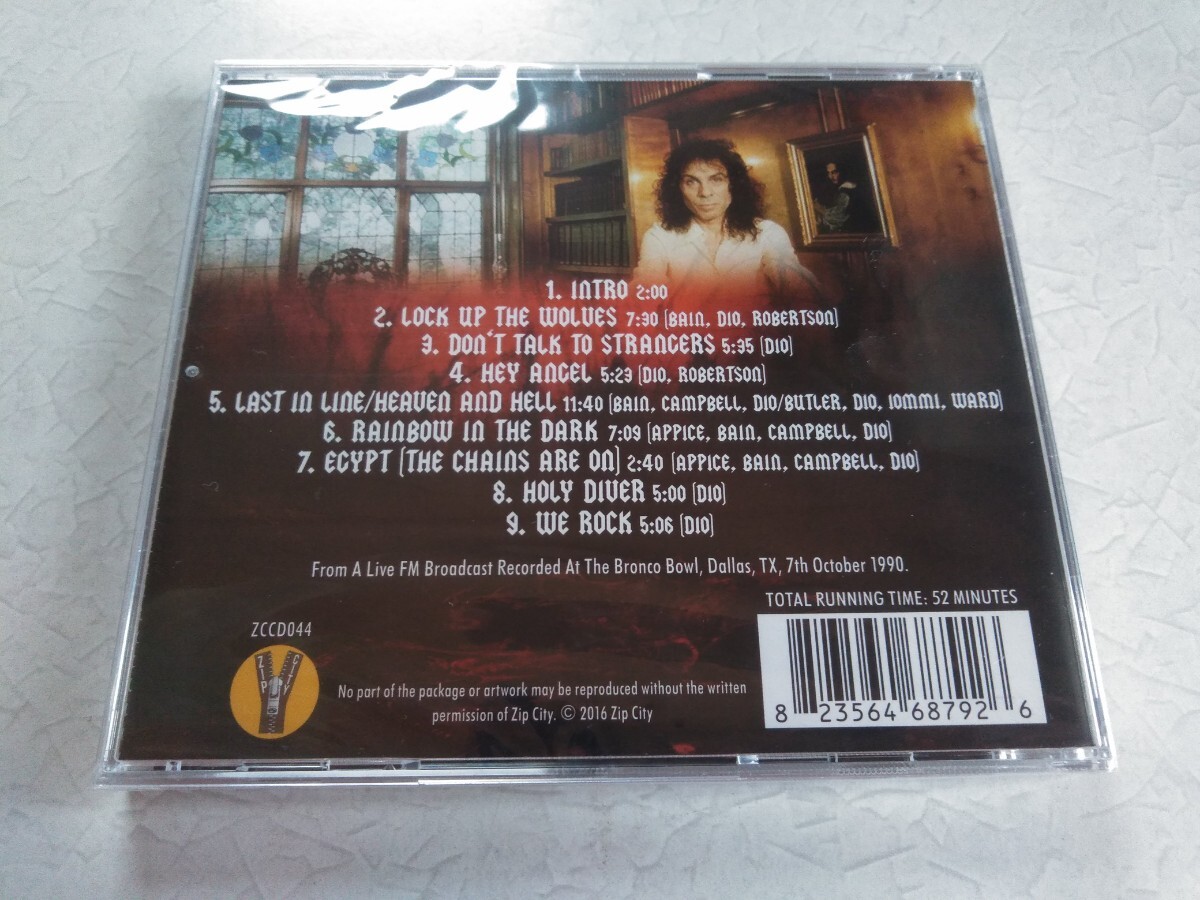 1. INTRO 2:00
2. LOCK UP THE WOLVES 7:30 (BAIN, DIO, ROBERTSON)
3. DON'T TALK TO STRANGERS 5:35 (DIO)
4. HEY ANGEL 5:23 (DIO, ROBERTSON)
5. LAST IN LINE/HEAVEN AND HELL 11:40 (BAIN, CAMPBELL, DIO/BUTLER, DIO, IOMMI, WARD)
6. RAINBOW IN THE DARK 7:09 (APPICE, BAIN, CAMPBELL, DIO)
7. EGYPT (THE CHAINS ARE ON) 2:40 (APPICE, BAIN, CAMPBELL, DIO)
8. HOLY DIVER 5:00 (DIO)
9. WE ROCK 5:06 (DIO)
From A Live FM Broadcast Recorded At The Bronco Bowl, Dallas, TX, 7th October 1990.
TOTAL RUNNING TIME: 52 MINUTES
ZCCD044
ZIP CITY
No part of the package or artwork may be reproduced without the written
permission of Zip City. © 2016 Zip City
8 23564 68792 6